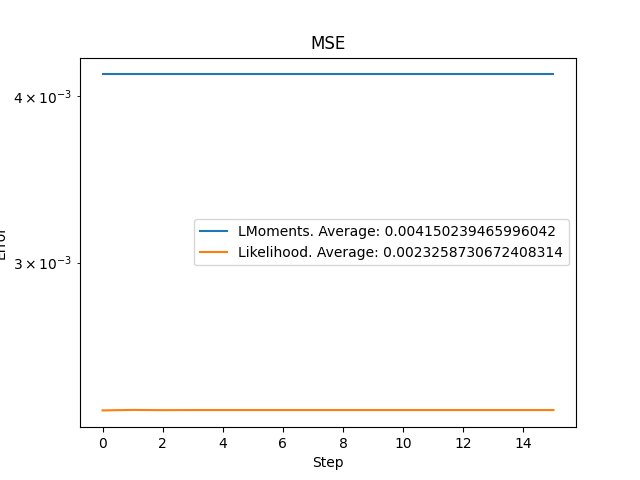 MSE
4 × 10⁻³
3 × 10⁻³
Error
LMoments. Average: 0.004150239465996042
Likelihood. Average: 0.0023258730672408314
0 2 4 6 8 10 12 14
Step